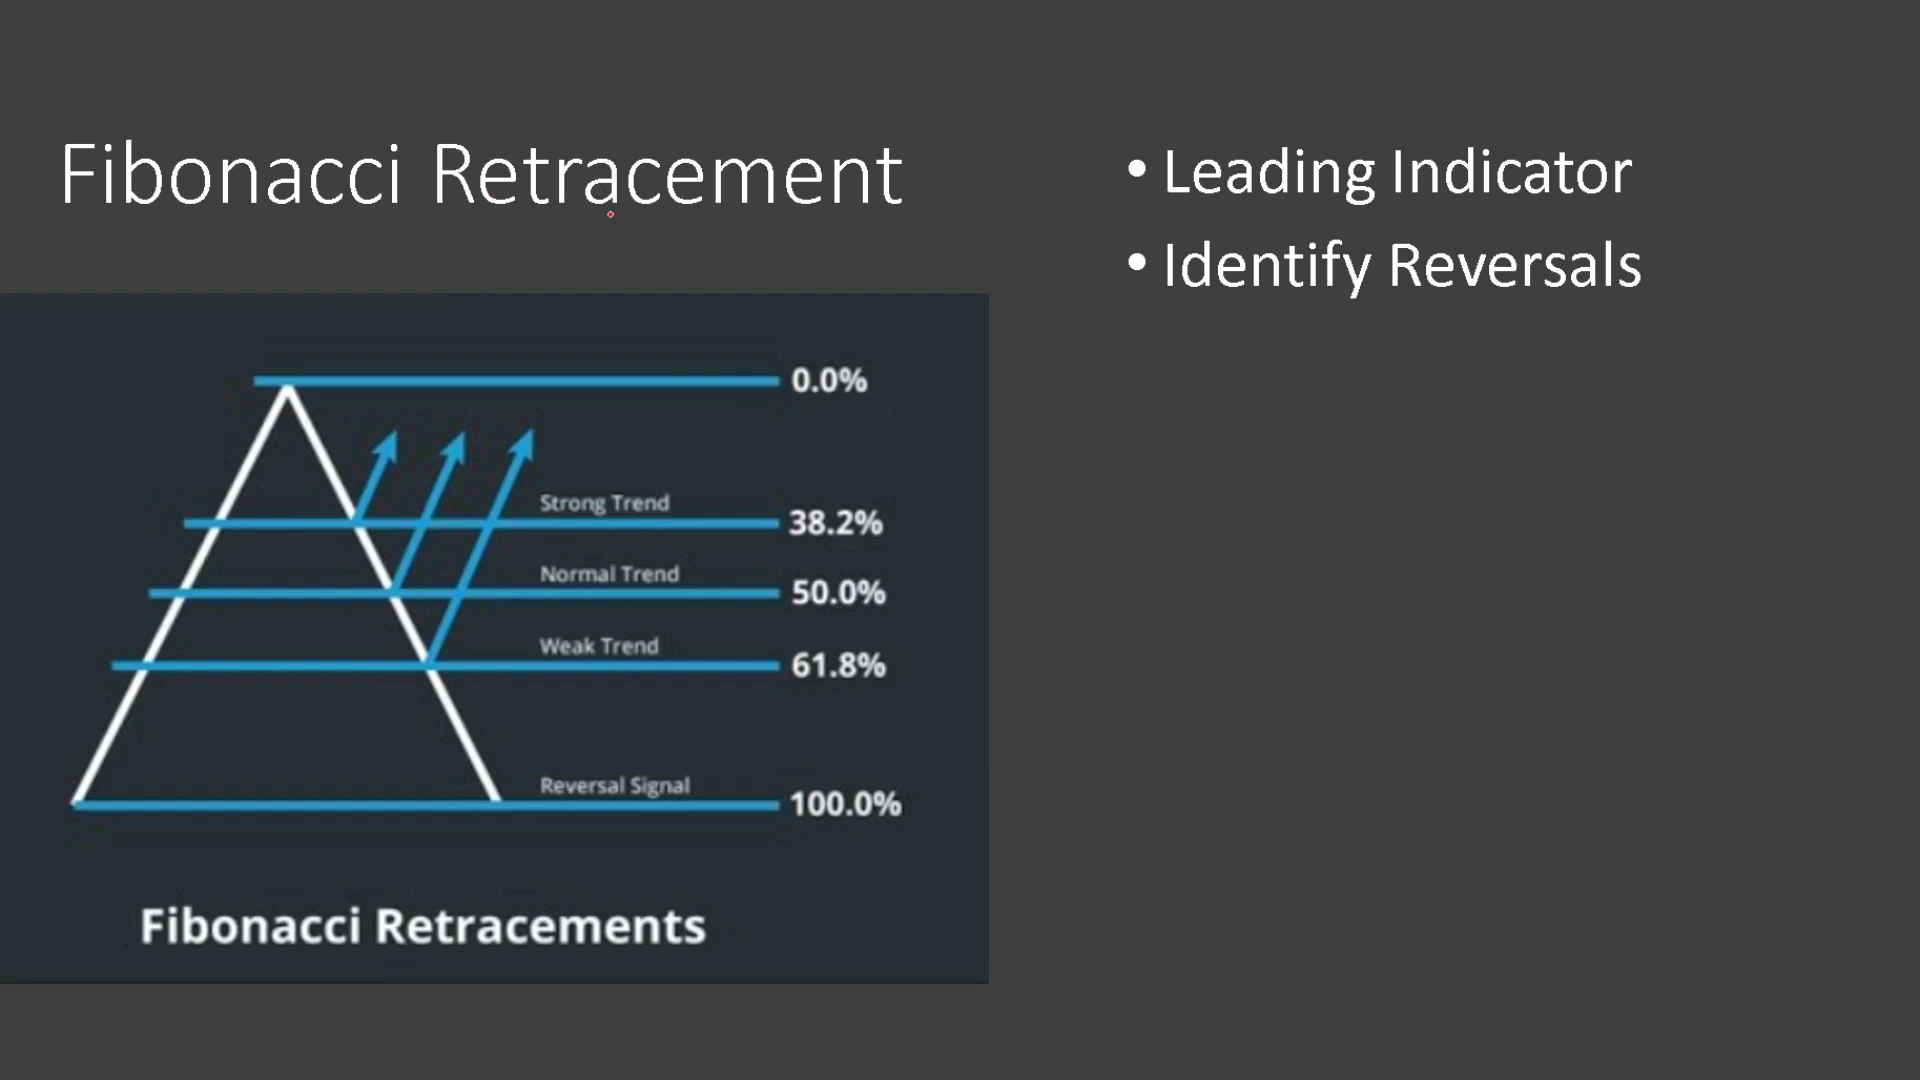 Fibonacci Retracement
• Leading Indicator
• Identify Reversals
0.0%
Strong Trend
38.2%
Normal Trend
50.0%
Weak Trend
61.8%
Reversal Signal
100.0%
Fibonacci Retracements